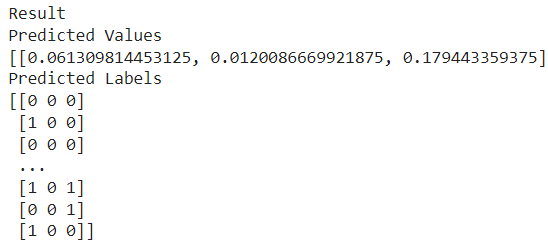 Result
Predicted Values
[[0.061309814453125, 0.0120086669921875, 0.179443359375]
Predicted Labels
[[0 0 0]
[1 0 0]
[0 0 0]
...
[1 0 1]
[0 0 1]
[1 0 0]]